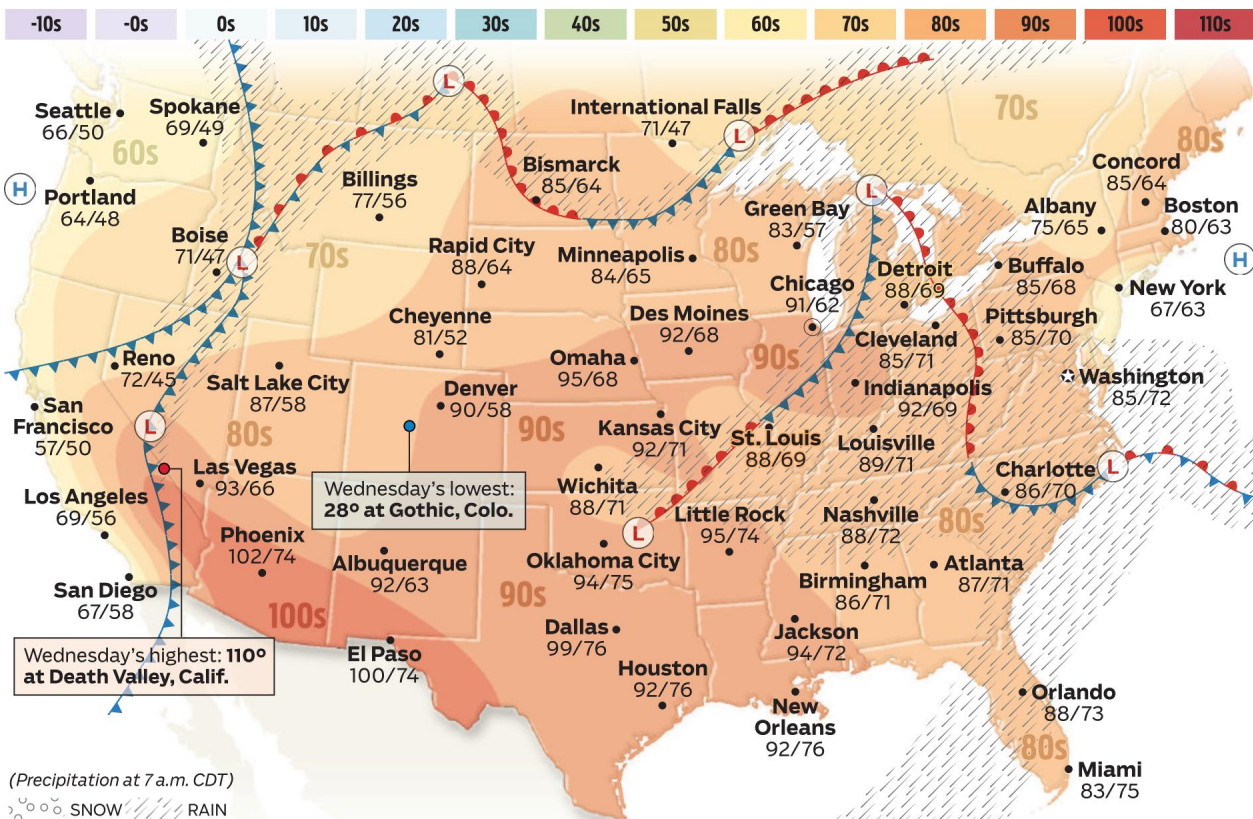 -10s -0s 0s 10s 20s 30s 40s 50s 60s 70s 80s 90s 100s 110s
L
Seattle
66/50
Spokane
69/49
60s
International Falls
71/47
L
70s
80s
H
Portland
64/48
Billings
77/56
Bismarck
85/64
Concord
85/64
L
Green Bay
83/57
Albany
75/65
Boston
80/63
Boise
71/47
L
70s
Rapid City
88/64
Minneapolis
84/65
80s
Chicago
91/62
Detroit
88/69
Buffalo
85/68
H
New York
67/63
Cheyenne
81/52
Des Moines
92/68
Pittsburgh
85/70
Reno
72/45
Salt Lake City
87/58
Omaha
95/68
90s
Cleveland
85/71
Washington
85/72
Denver
90/58
Indianapolis
92/69
San
Francisco
57/50
L
80s
90s
Kansas City
92/71
St. Louis
88/69
Louisville
89/71
Las Vegas
93/66
Wednesday's lowest:
28º at Gothic, Colo.
Wichita
88/71
Charlotte
86/70
L
Los Angeles
69/56
Phoenix
102/74
Albuquerque
92/63
L
Oklahoma City
94/75
Little Rock
95/74
Nashville
88/72
80s
San Diego
67/58
100s
90s
Birmingham
86/71
Atlanta
87/71
Wednesday's highest: 110º
at Death Valley, Calif.
El Paso
100/74
Dallas
99/76
Jackson
94/72
Houston
92/76
New
Orleans
92/76
Orlando
88/73
80s
Miami
83/75
(Precipitation at 7 a.m. CDT)
SNOW RAIN